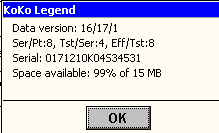 KoKo Legend
Data version: 16/17/1
Ser/Pt:8, Tst/Ser:4, Eff/Tst:8
Serial: 0171210K04S34531
Space available: 99% of 15 MB
OK